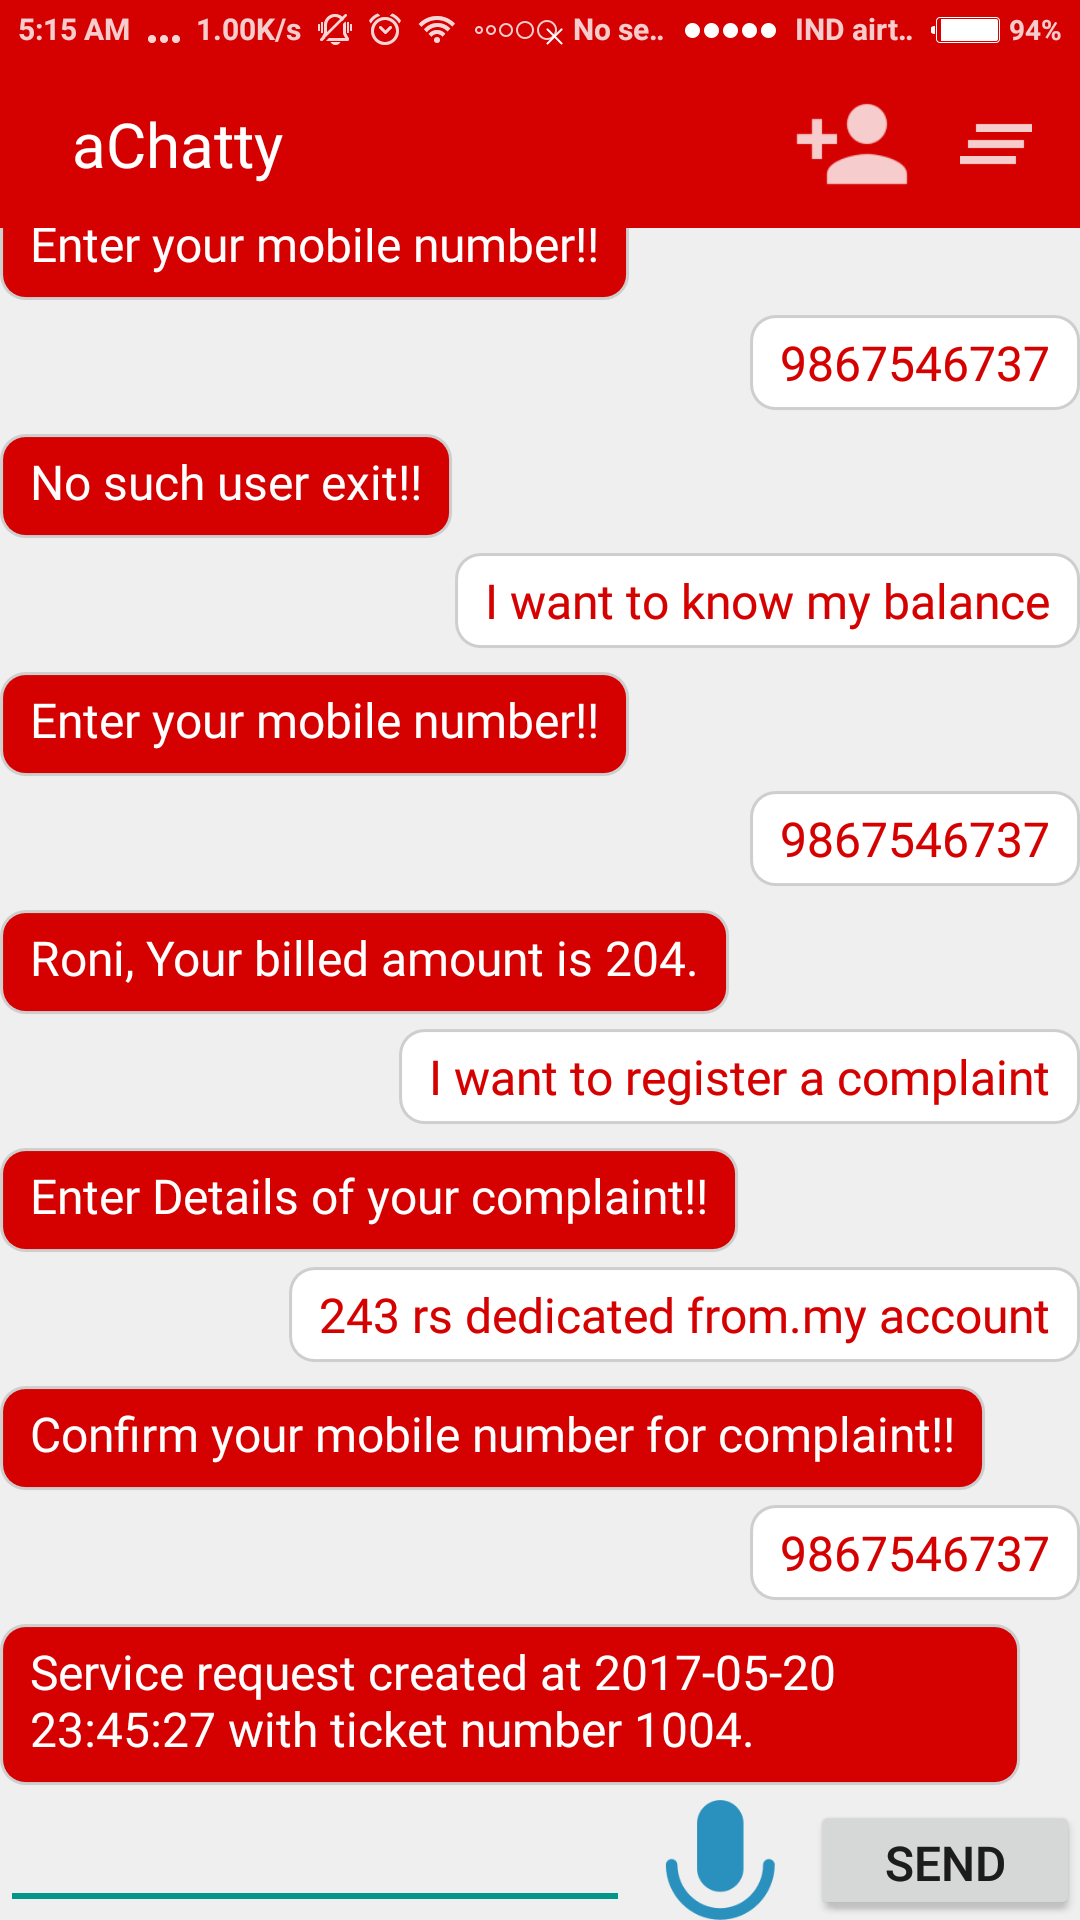 5:15 AM ... 1.00K/s No se.. IND airt.. 94%
aChatty
Enter your mobile number!!
9867546737
No such user exit!!
I want to know my balance
Enter your mobile number!!
9867546737
Roni, Your billed amount is 204.
I want to register a complaint
Enter Details of your complaint!!
243 rs dedicated from.my account
Confirm your mobile number for complaint!!
9867546737
Service request created at 2017-05-20
23:45:27 with ticket number 1004.
SEND